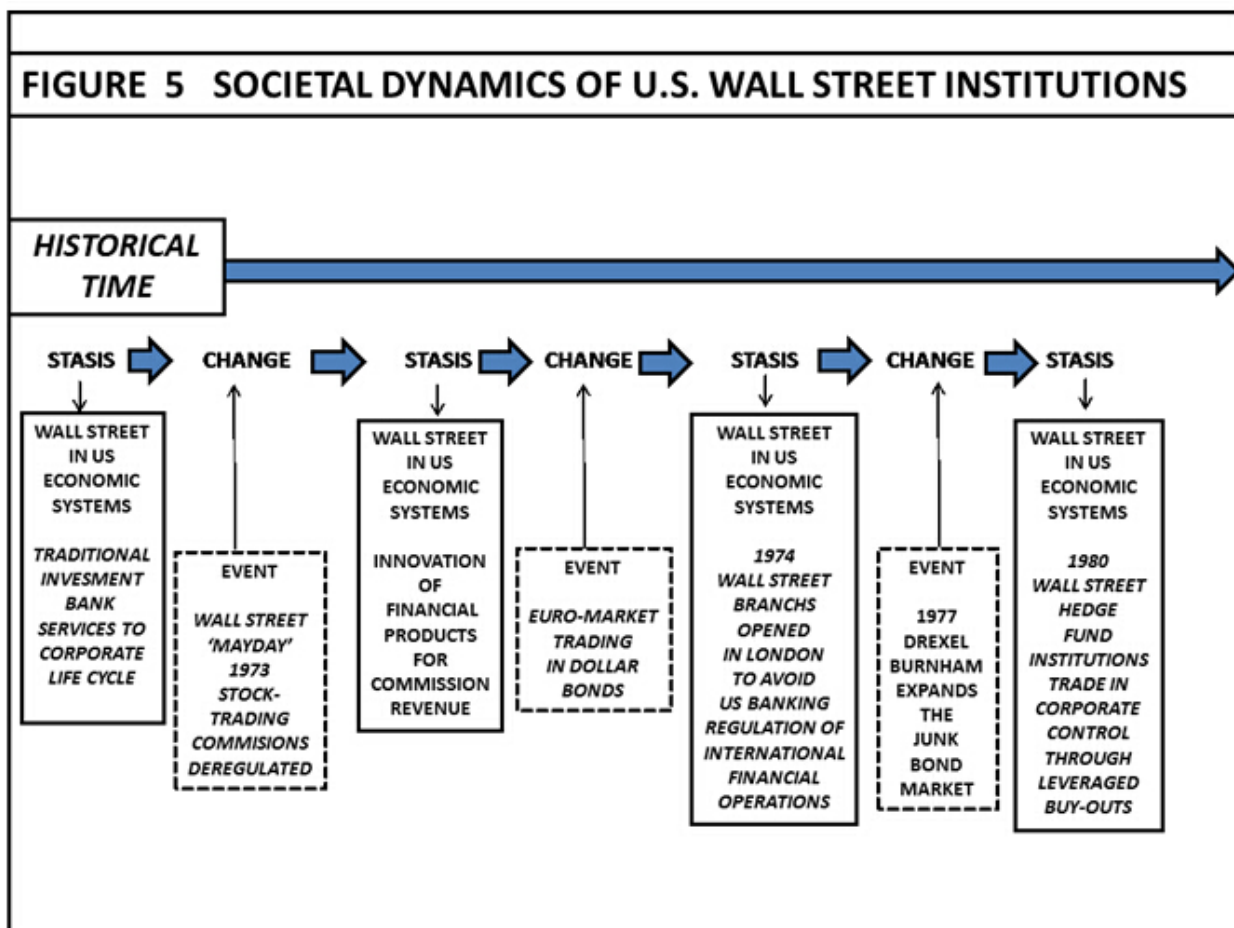 FIGURE 5 SOCIETAL DYNAMICS OF U.S. WALL STREET INSTITUTIONS
HISTORICAL
TIME
STASIS
CHANGE
STASIS
CHANGE
STASIS
CHANGE
STASIS
WALL STREET
IN US
ECONOMIC
SYSTEMS
TRADITIONAL
INVESMENT
BANK
SERVICES TO
CORPORATE
LIFE CYCLE
EVENT
WALL STREET
‘MAYDAY’
1973
STOCK-
TRADING
COMMISIONS
DEREGULATED
WALL STREET
IN US
ECONOMIC
SYSTEMS
INNOVATION
OF
FINANCIAL
PRODUCTS
FOR
COMMISSION
REVENUE
EVENT
EURO-MARKET
TRADING
IN DOLLAR
BONDS
WALL STREET
IN US
ECONOMIC
SYSTEMS
1974
WALL STREET
BRANCHS
OPENED
IN LONDON
TO AVOID
US BANKING
REGULATION OF
INTERNATIONAL
FINANCIAL
OPERATIONS
EVENT
1977
DREXEL
BURNHAM
EXPANDS
THE
JUNK
BOND
MARKET
WALL STREET
IN US
ECONOMIC
SYSTEMS
1980
WALL STREET
HEDGE
FUND
INSTITUTIONS
TRADE IN
CORPORATE
CONTROL
THROUGH
LEVERAGED
BUY-OUTS